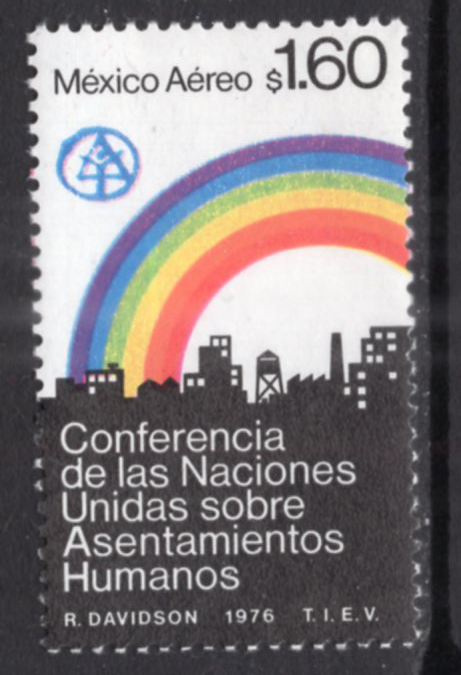 México Aéreo $1.60
Conferencia
de las Naciones
Unidas sobre
Asentamientos
Humanos
R. DAVIDSON 1976 T. I. E. V.